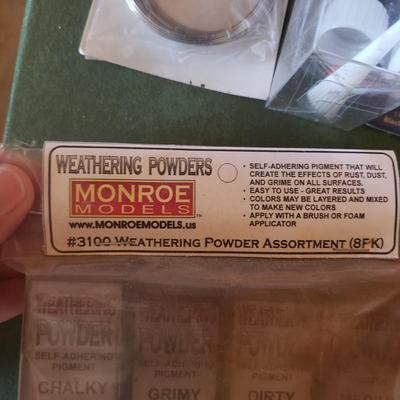 WEATHERING POWDERS
MONROE
MODELS™
www.MONROEMODELS.us
• SELF-ADHERING PIGMENT THAT WILL
CREATE THE EFFECTS OF RUST, DUST,
AND GRIME ON ALL SURFACES.
• EASY TO USE - GREAT RESULTS
• COLORS MAY BE LAYERED AND MIXED
TO MAKE NEW COLORS
• APPLY WITH A BRUSH OR FOAM
APPLICATOR
#3100 WEATHERING POWDER ASSORTMENT (8PK)
WEATHERING
POWDER
SELF-ADHERING
PIGMENT
CHALKY
WEATHERING
POWDER
SELF-ADHERING
PIGMENT
GRIMY
WEATHERING
POWDER
SELF-ADHERING
PIGMENT
DIRTY